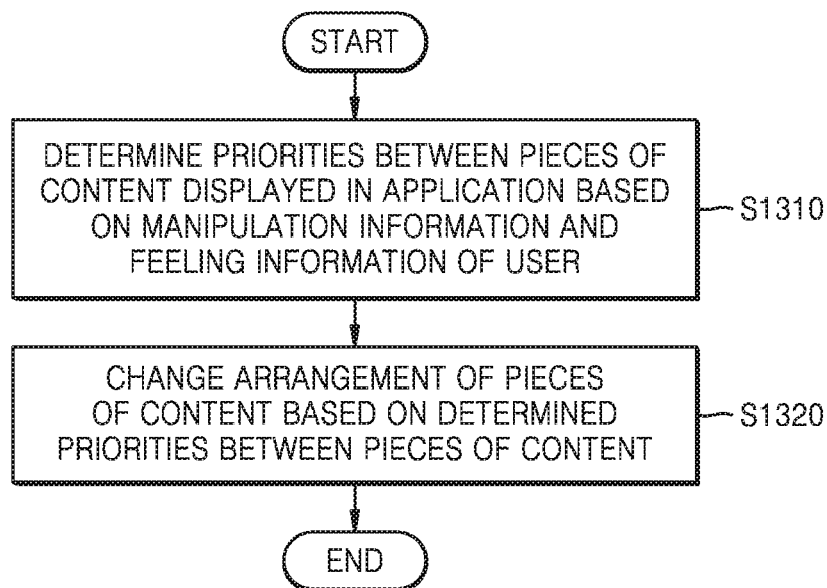 START
DETERMINE PRIORITIES BETWEEN PIECES OF
CONTENT DISPLAYED IN APPLICATION BASED
ON MANIPULATION INFORMATION AND
FEELING INFORMATION OF USER
S1310
CHANGE ARRANGEMENT OF PIECES
OF CONTENT BASED ON DETERMINED
PRIORITIES BETWEEN PIECES OF CONTENT
S1320
END